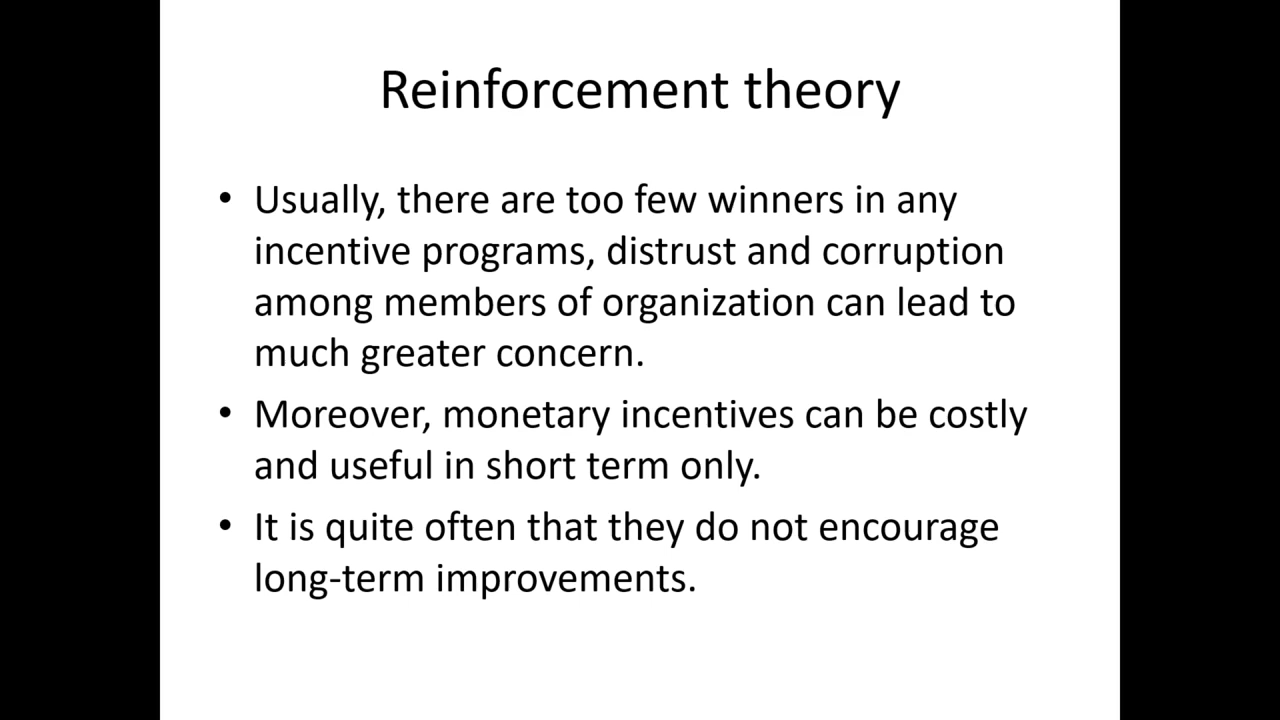 Reinforcement theory
• Usually, there are too few winners in any
incentive programs, distrust and corruption
among members of organization can lead to
much greater concern.
• Moreover, monetary incentives can be costly
and useful in short term only.
• It is quite often that they do not encourage
long-term improvements.